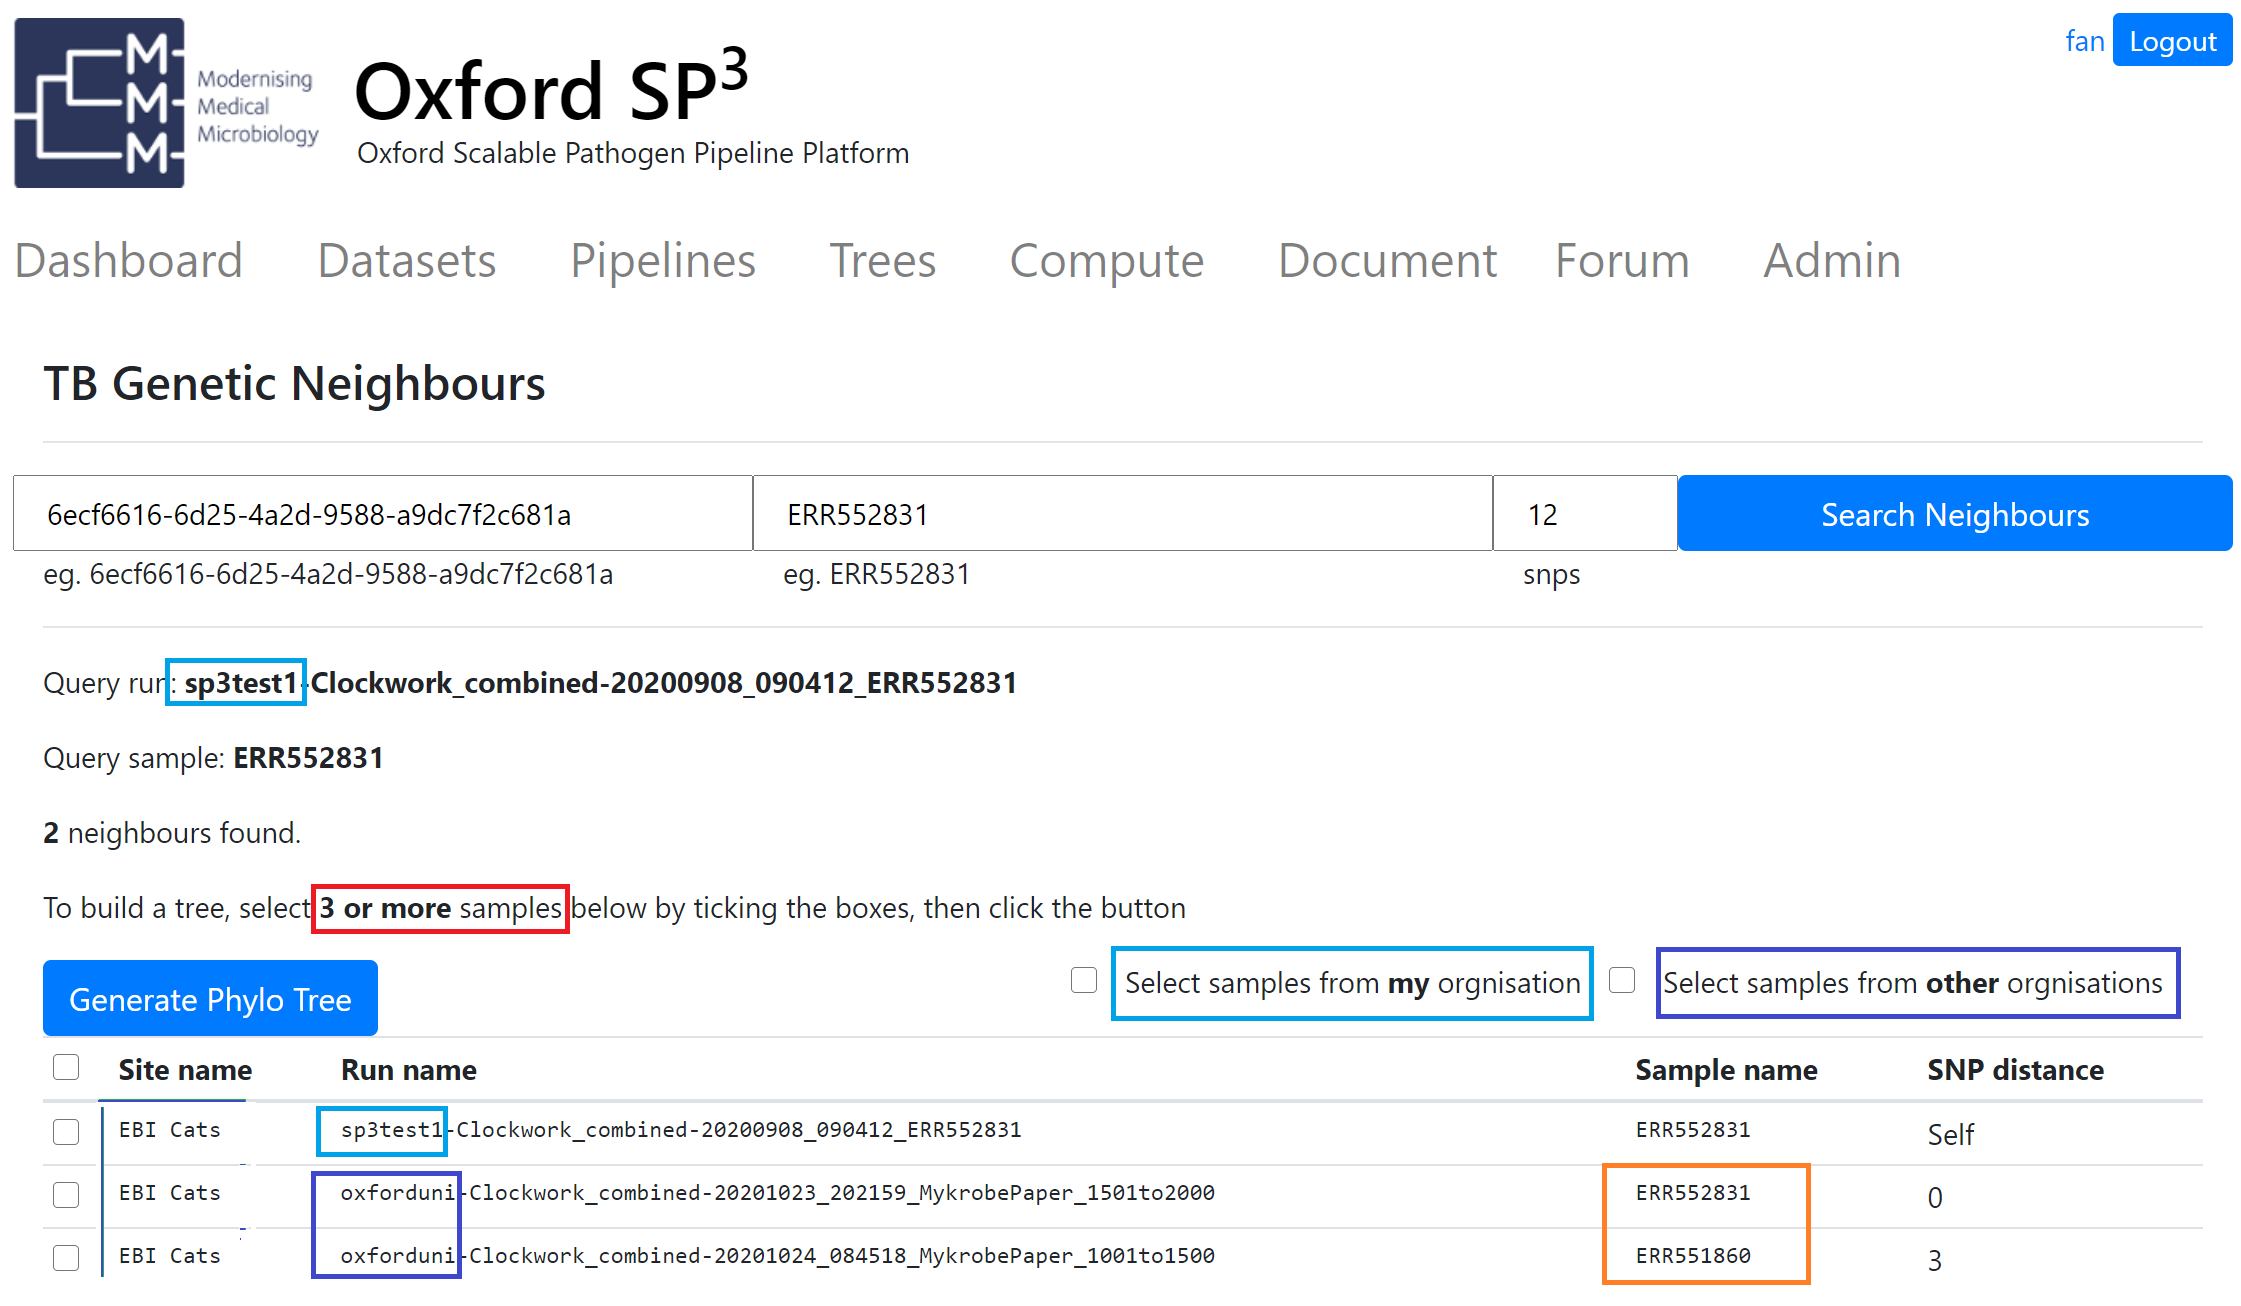 fan Logout
M
M
M
Modernising
Medical
Microbiology
Oxford SP3
Oxford Scalable Pathogen Pipeline Platform
Dashboard Datasets Pipelines Trees Compute Document Forum Admin
TB Genetic Neighbours
6ecf6616-6d25-4a2d-9588-a9dc7f2c681a ERR552831 12 Search Neighbours
eg. 6ecf6616-6d25-4a2d-9588-a9dc7f2c681a eg. ERR552831 snps
Query run: sp3test1-Clockwork_combined-20200908_090412_ERR552831
Query sample: ERR552831
2 neighbours found.
To build a tree, select 3 or more samples below by ticking the boxes, then click the button
Generate Phylo Tree Select samples from my orgnisation Select samples from other orgnisations
Site name Run name Sample name SNP distance
EBI Cats sp3test1-Clockwork_combined-20200908_090412_ERR552831 ERR552831 Self
EBI Cats oxforduni-Clockwork_combined-20201023_202159_MykrobePaper_1501to2000 ERR552831 0
EBI Cats oxforduni-Clockwork_combined-20201024_084518_MykrobePaper_1001to1500 ERR551860 3